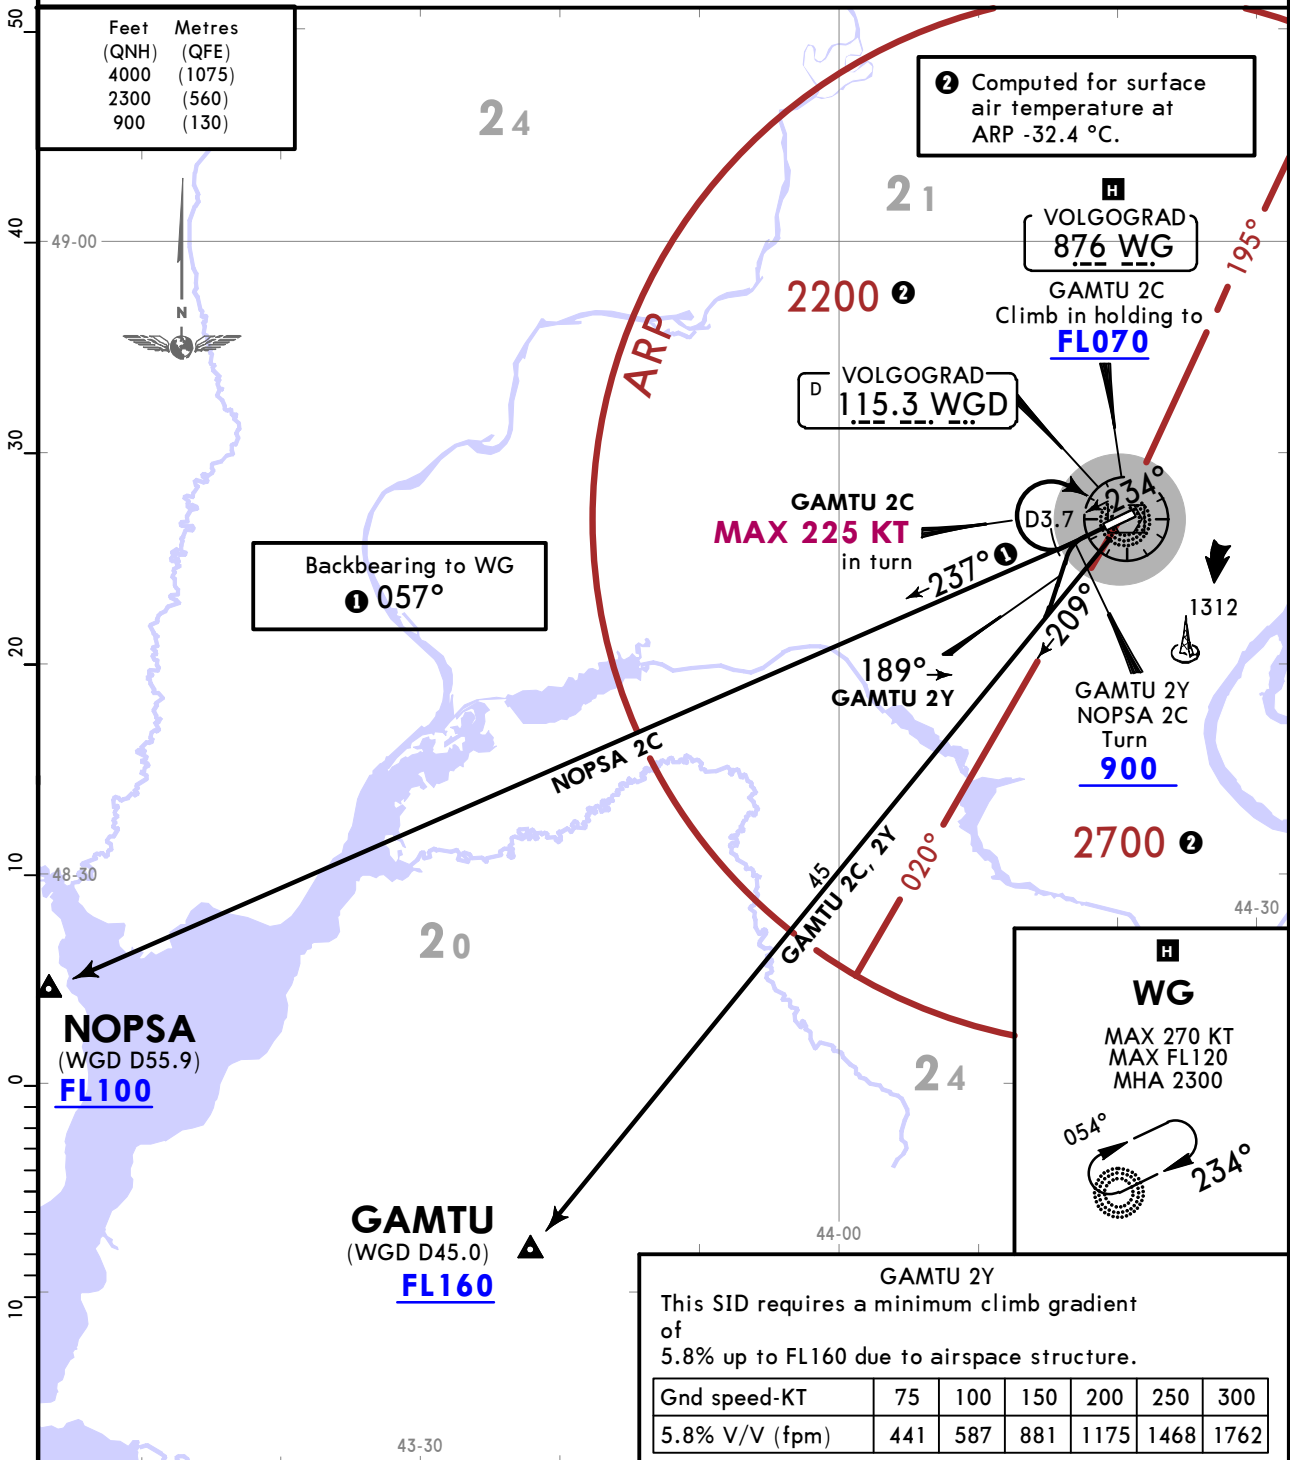 50
40
30
20
10
0
10
Feet Metres
(QNH) (QFE)
4000 (1075)
2300 (560)
900 (130)
24
❷ Computed for surface
air temperature at
ARP -32.4 °C.
21
49-00
H
VOLGOGRAD
876 WG
GAMTU 2C
Climb in holding to
FL070
195°
N
2200 ❷
ARP
D VOLGOGRAD
115.3 WGD
GAMTU 2C
MAX 225 KT
in turn
D3.7
234°
Backbearing to WG
❶ 057°
237° ❶
209°
1312
189°
GAMTU 2Y
GAMTU 2Y
NOPSA 2C
Turn
900
NOPSA 2C
2700 ❷
45
GAMTU 2C, 2Y
020°
48-30
44-30
20
NOPSA
(WGD D55.9)
FL100
24
H
WG
MAX 270 KT
MAX FL120
MHA 2300
054°
234°
GAMTU
(WGD D45.0)
FL160
44-00
43-30
GAMTU 2Y
This SID requires a minimum climb gradient
of
5.8% up to FL160 due to airspace structure.
Gnd speed-KT 75 100 150 200 250 300
5.8% V/V (fpm) 441 587 881 1175 1468 1762